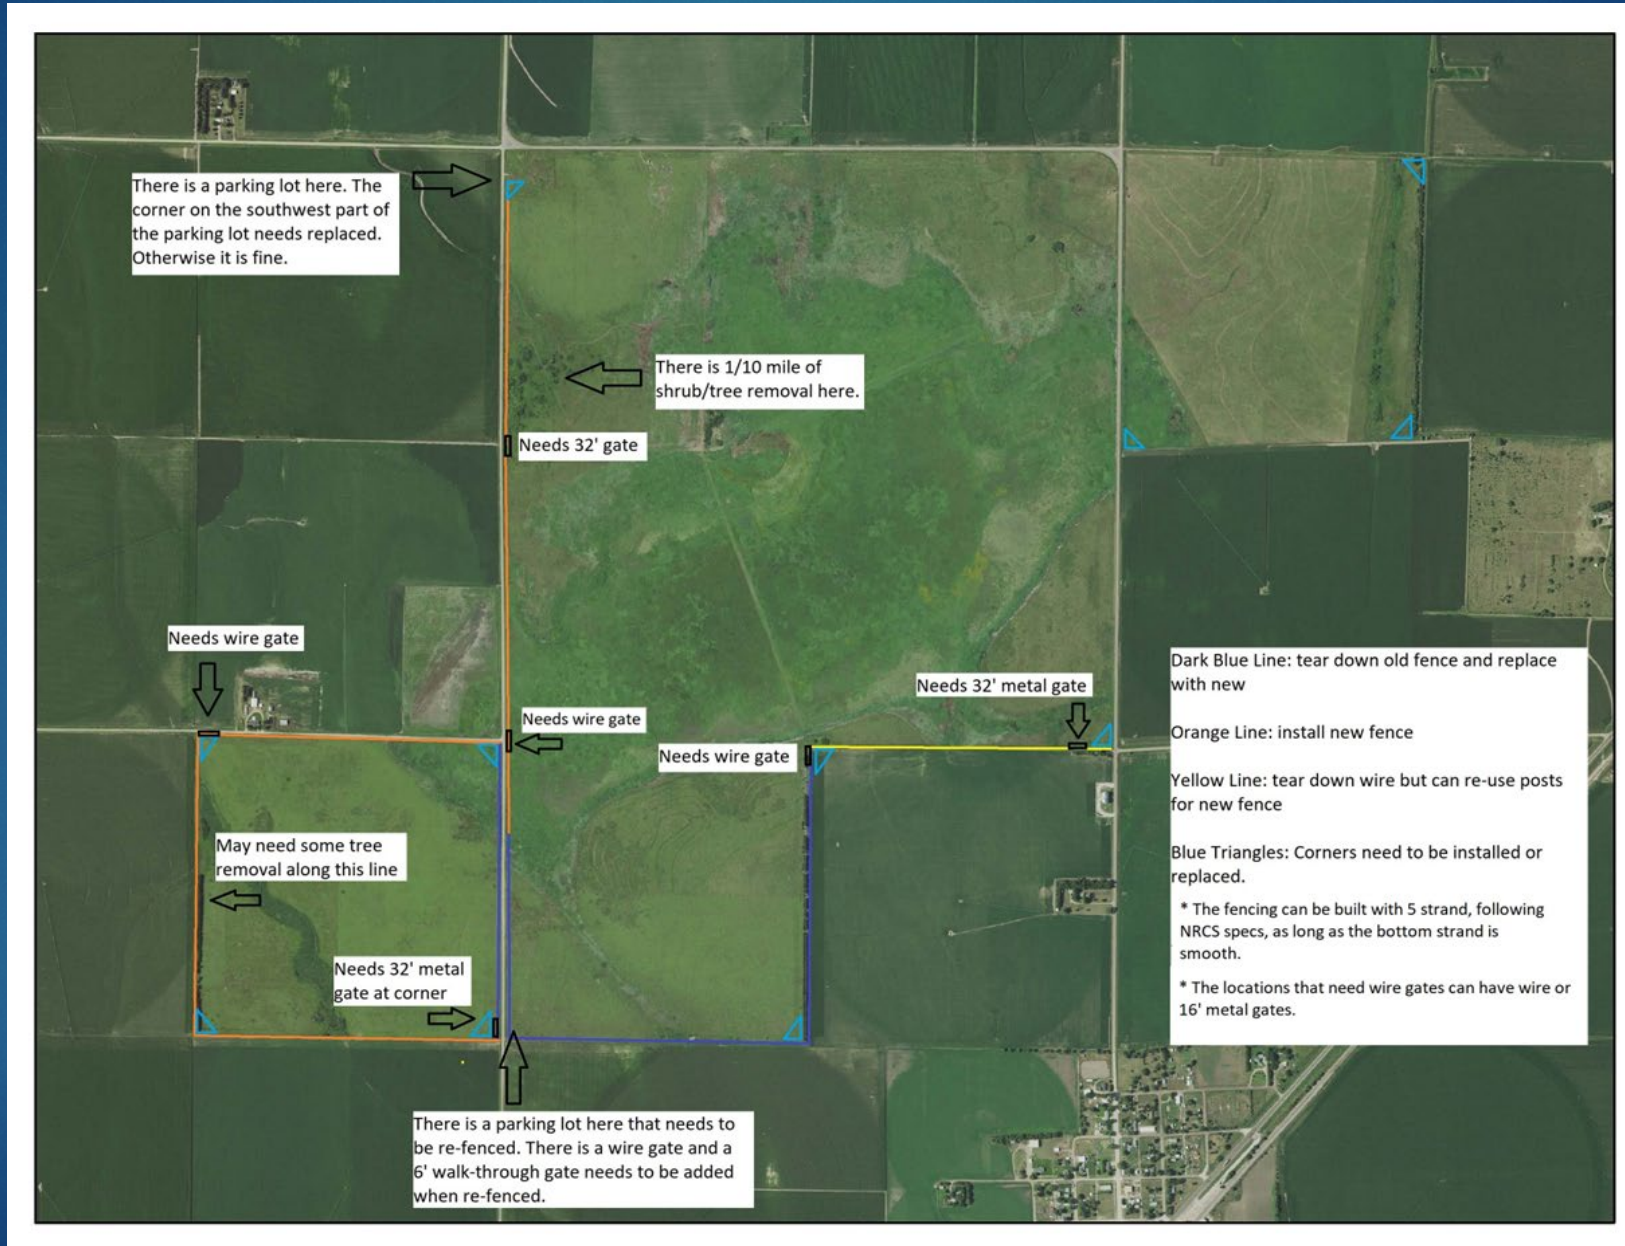 There is a parking lot here. The
corner on the southwest part of
the parking lot needs replaced.
Otherwise it is fine.
There is 1/10 mile of
shrub/tree removal here.
Needs 32' gate
Needs wire gate
Needs 32' metal gate
Needs wire gate
Needs wire gate
May need some tree
removal along this line
Needs 32' metal
gate at corner
There is a parking lot here that needs to
be re-fenced. There is a wire gate and a
6' walk-through gate needs to be added
when re-fenced.
Dark Blue Line: tear down old fence and replace
with new
Orange Line: install new fence
Yellow Line: tear down wire but can re-use posts
for new fence
Blue Triangles: Corners need to be installed or
replaced.
* The fencing can be built with 5 strand, following
NRCS specs, as long as the bottom strand is
smooth.
* The locations that need wire gates can have wire or
16' metal gates.